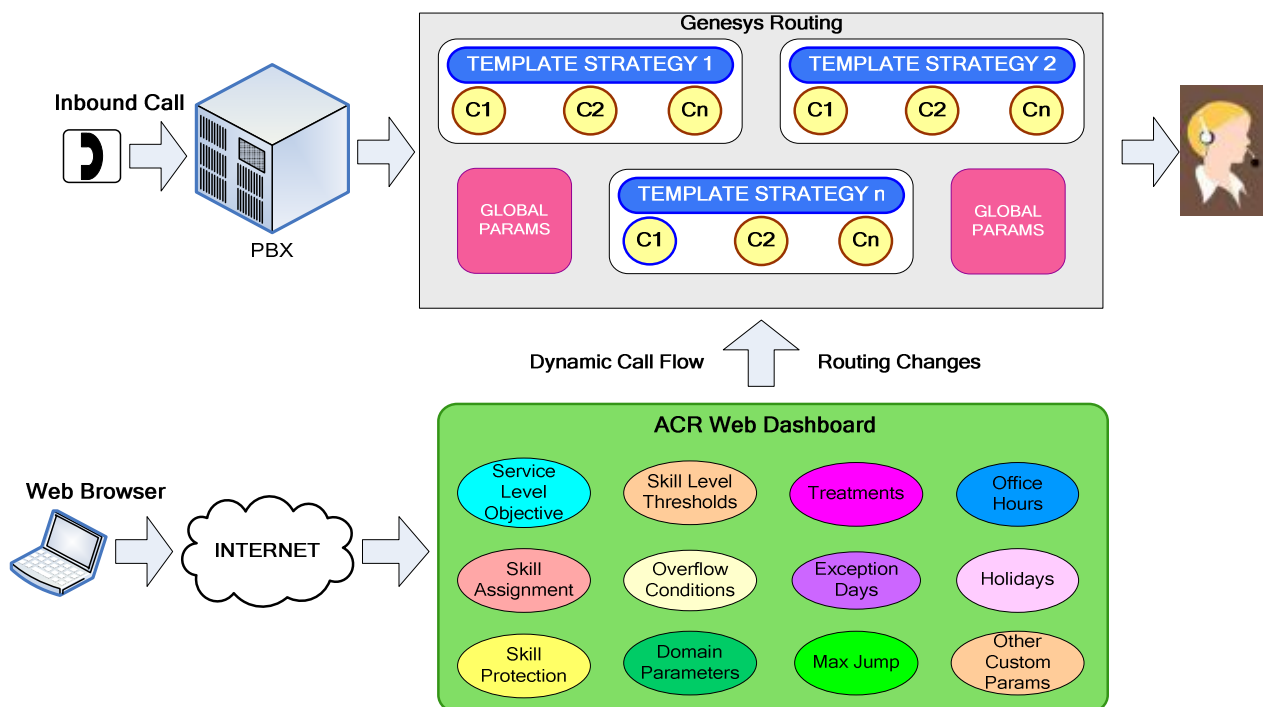 Genesys Routing
TEMPLATE STRATEGY 1
C1 C2 Cn
TEMPLATE STRATEGY 2
C1 C2 Cn
Inbound Call
PBX
GLOBAL
PARAMS
TEMPLATE STRATEGY n
C1 C2 Cn
GLOBAL
PARAMS
Dynamic Call Flow
Routing Changes
ACR Web Dashboard
Service
Level
Objective
Skill Level
Thresholds
Treatments
Office
Hours
Web Browser
INTERNET
Skill
Assignment
Overflow
Conditions
Exception
Days
Holidays
Skill
Protection
Domain
Parameters
Max Jump
Other
Custom
Params